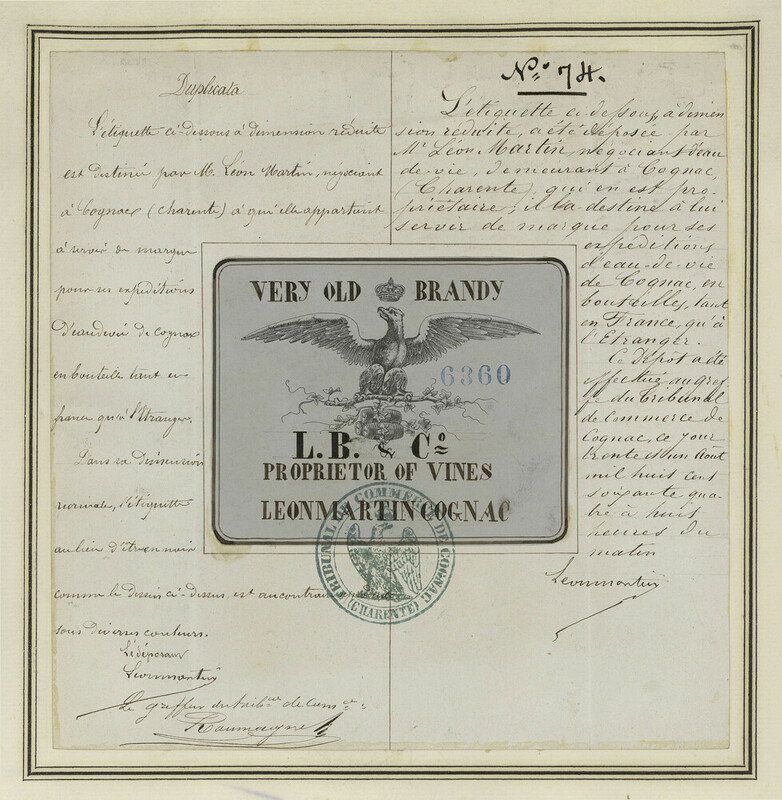 Duplicata
L'étiquette ci-dessous à dimension réduite
est destinée par M. Léon Martin, négociant
à Cognac (Charente) à qui elle appartient
à servir de marque
pour ses expéditions
d'eau de vie de Cognac
en bouteille tant en
france qu'à l'étranger.
Dans sa dimension
normale, l'étiquette
au lieu d'être en noir
comme le dessin ci-dessus, est au contraire
sous diverses couleurs.
Le déposant
Leonmartin
Le greffier du trib.al de Com.ce
N.o 74.
L'étiquette ci-dessous, à dimen
sion réduite, a été déposée par
Mr Léon Martin, négociant d'eau
de-vie, demeurant à Cognac,
(Charente), qui en est pro-
priétaire; il la destine à lui
servir de marque pour ses
expéditions
d'eau-de-vie
de Cognac, en
bouteilles, tant
en France, qu'à
l'Etranger.
Ce dépôt a été
effectué au gref
fe du Tribunal
de Commerce de
Cognac, ce jour
trente et un Août
mil huit cent
soixante qua-
tre à huit
heures du
matin
Leonmartin
VERY OLD BRANDY
6360
L.B. & Co
PROPRIETOR OF VINES
LEONMARTIN COGNAC
TRIBUNAL DE COMMERCE DE COGNAC
(CHARENTE)